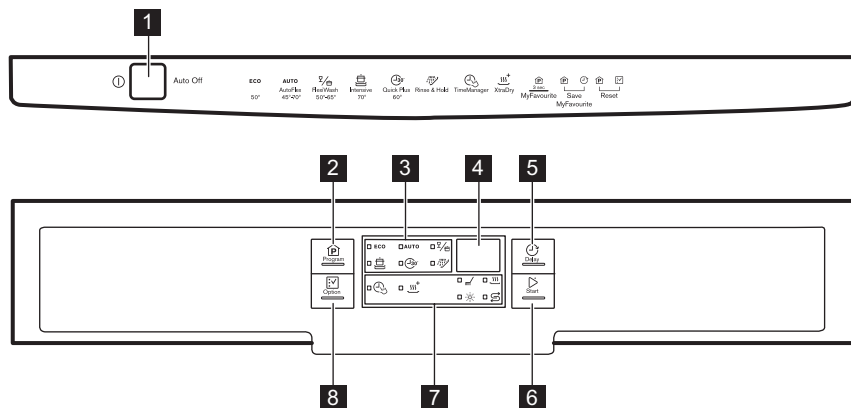 1
Auto Off
ECO
50°
AUTO
AutoFlex
45°-70°
FlexiWash
50°-65°
Intensive
70°
30'
Quick Plus
60°
Rinse & Hold
TimeManager
XtraDry
P
3 sec.
MyFavourite
P
Save
MyFavourite
P
Reset
2
3
4
5
P
Program
ECO
AUTO
30'
Delay
Option
Start
8
7
6